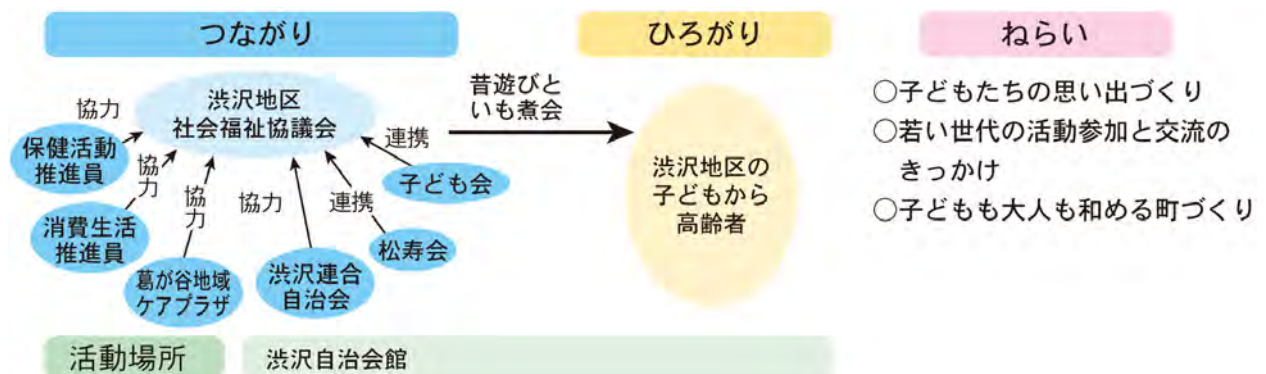 つながり
ひろがり
ねらい
渋沢地区
社会福祉協議会
協力
保健活動
推進員
協力
消費生活
推進員
協力
葛が谷地域
ケアプラザ
協力
渋沢連合
自治会
連携
松寿会
連携
子ども会
昔遊びと
いも煮会
渋沢地区の
子どもから
高齢者
○子どもたちの思い出づくり
○若い世代の活動参加と交流の
きっかけ
○子どもも大人も和める町づくり
活動場所
渋沢自治会館